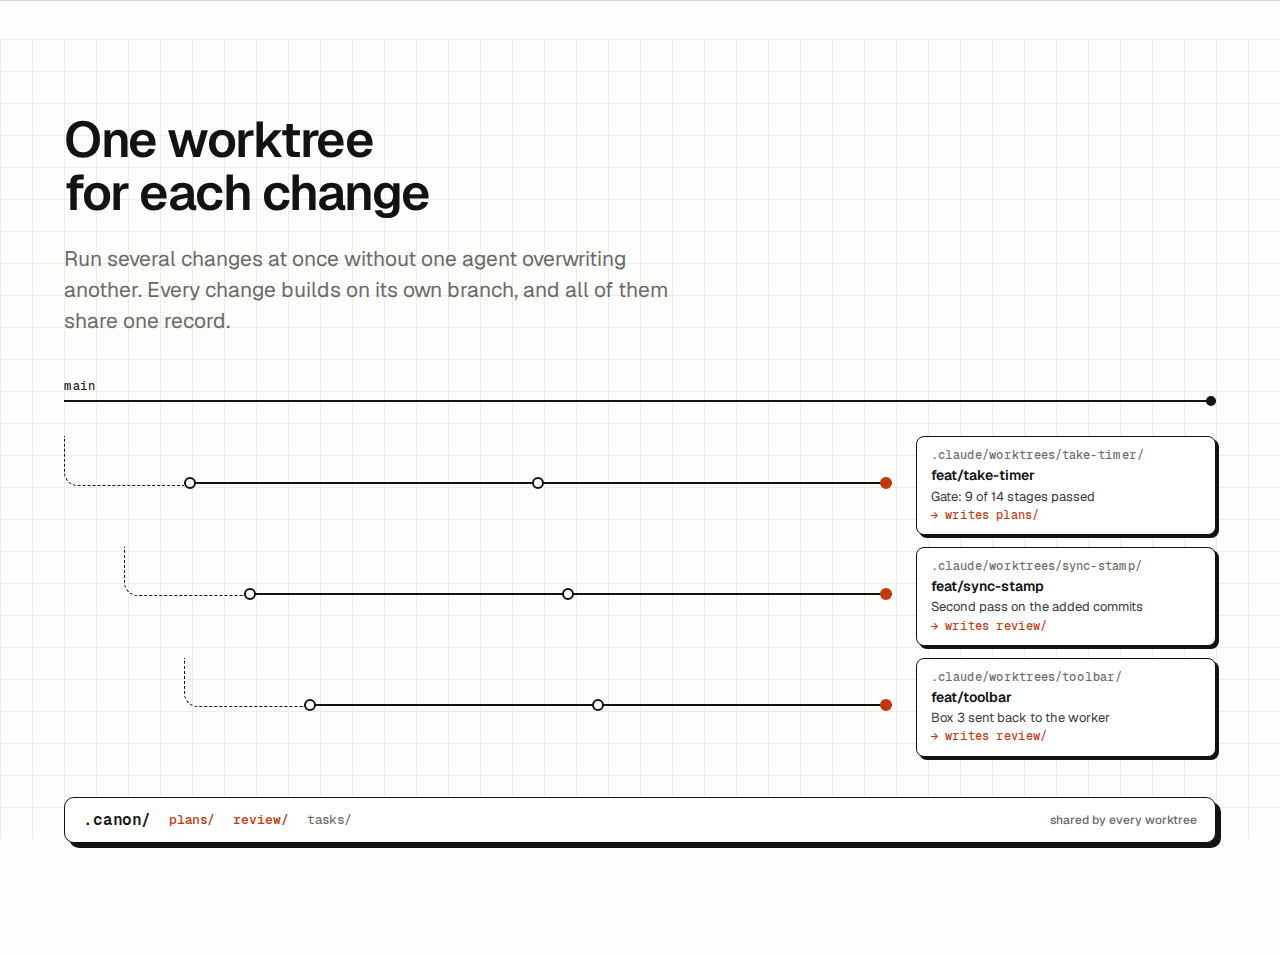 One worktree
for each change
Run several changes at once without one agent overwriting
another. Every change builds on its own branch, and all of them
share one record.
main
.claude/worktrees/take-timer/
feat/take-timer
Gate: 9 of 14 stages passed
→ writes plans/
.claude/worktrees/sync-stamp/
feat/sync-stamp
Second pass on the added commits
→ writes review/
.claude/worktrees/toolbar/
feat/toolbar
Box 3 sent back to the worker
→ writes review/
.canon/ plans/ review/ tasks/ shared by every worktree